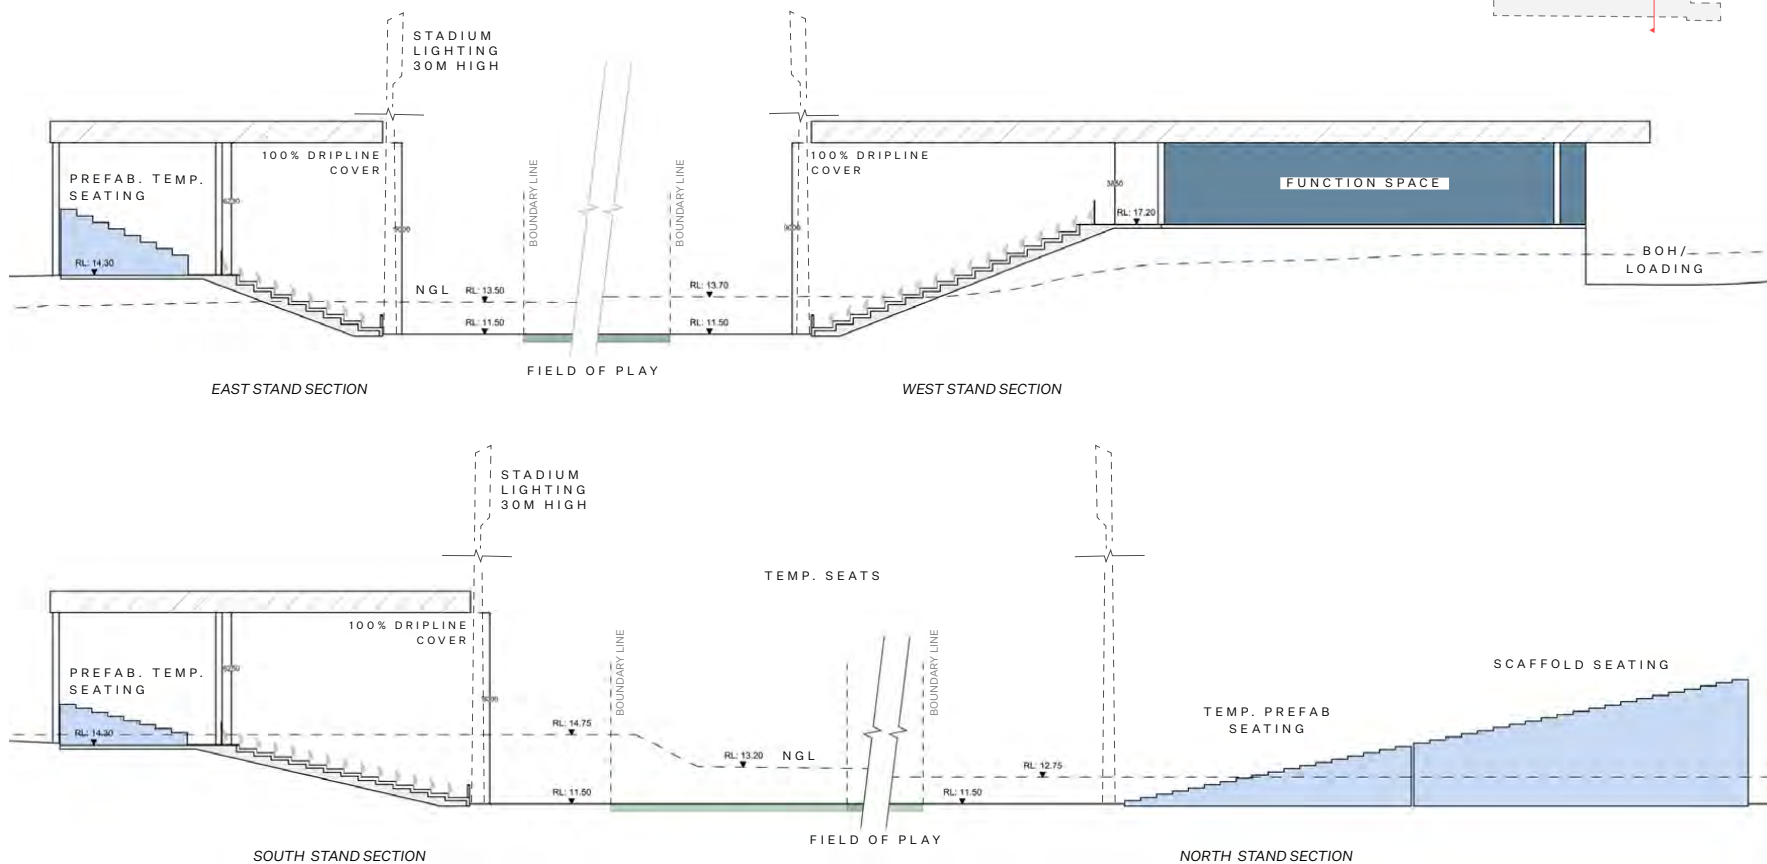 STADIUM
LIGHTING
30M HIGH
100% DRIPLINE
COVER
PREFAB. TEMP.
SEATING
RL: 14.30
NGL
RL: 13.50
RL: 11.50
BOUNDARY LINE
BOUNDARY LINE
RL: 13.70
RL: 11.50
FIELD OF PLAY
100% DRIPLINE
COVER
RL: 17.20
FUNCTION SPACE
BOH/
LOADING
EAST STAND SECTION
WEST STAND SECTION
STADIUM
LIGHTING
30M HIGH
TEMP. SEATS
100% DRIPLINE
COVER
PREFAB. TEMP.
SEATING
RL: 14.30
RL: 14.75
BOUNDARY LINE
RL: 13.20
NGL
BOUNDARY LINE
RL: 12.75
RL: 11.50
RL: 11.50
FIELD OF PLAY
TEMP. PREFAB
SEATING
SCAFFOLD SEATING
SOUTH STAND SECTION
NORTH STAND SECTION